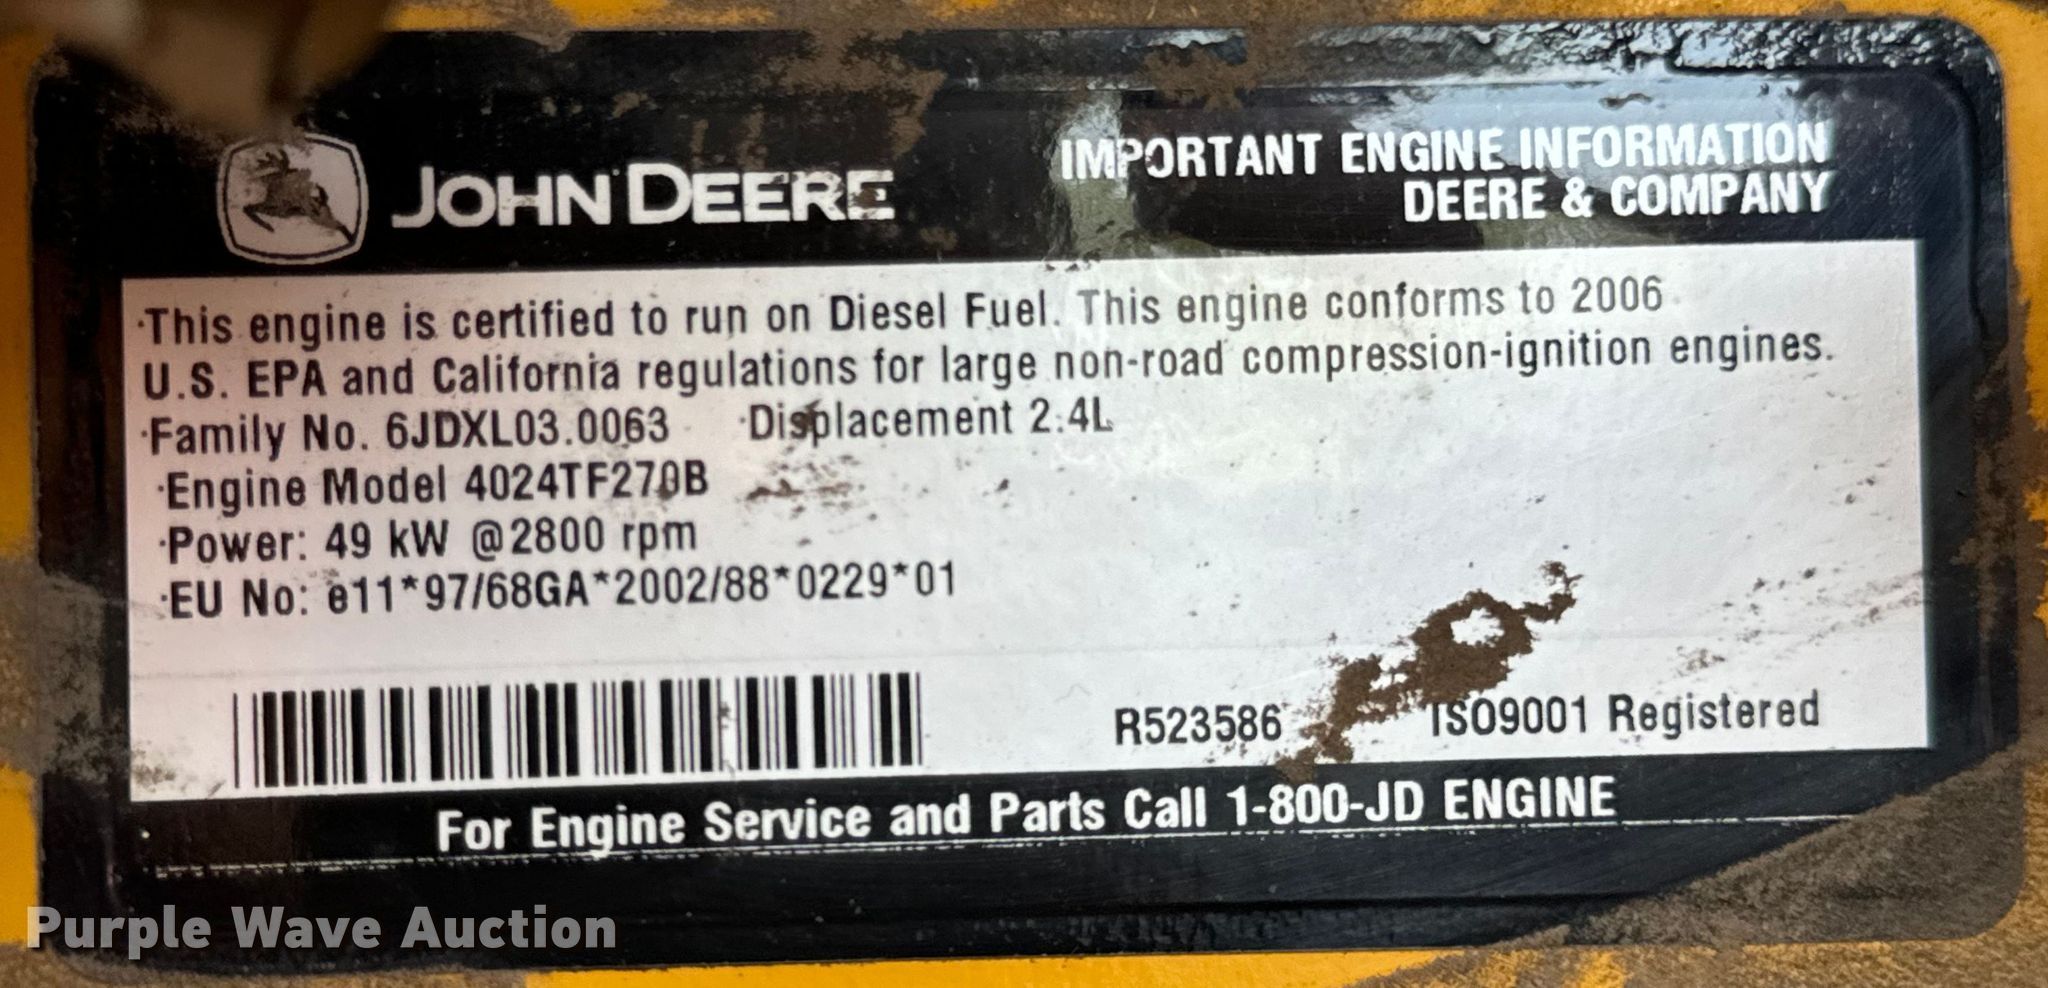 JOHN DEERE
IMPORTANT ENGINE INFORMATION
DEERE & COMPANY
·This engine is certified to run on Diesel Fuel. This engine conforms to 2006
U.S. EPA and California regulations for large non-road compression-ignition engines.
·Family No. 6JDXL03.0063 ·Displacement 2.4L
·Engine Model 4024TF270B
·Power: 49 kW @2800 rpm
·EU No: e11*97/68GA*2002/88*0229*01
R523586 ISO9001 Registered
For Engine Service and Parts Call 1-800-JD ENGINE
Purple Wave Auction